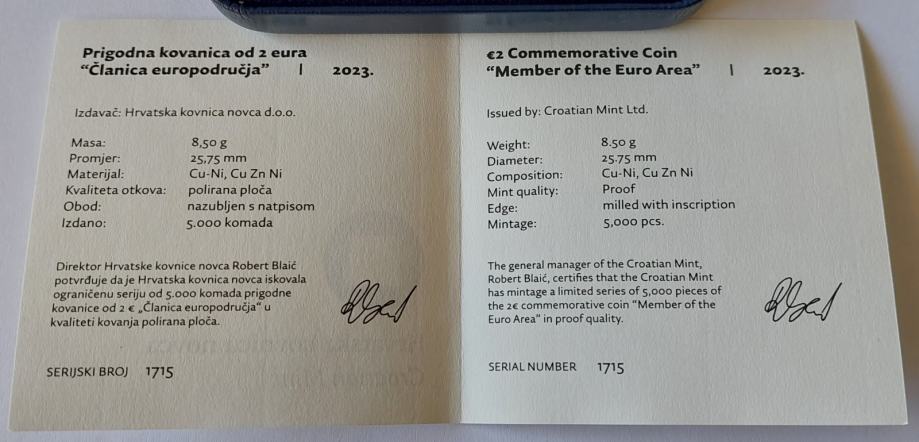 Prigodna kovanica od 2 eura
“Članica europodručja” | 2023.
Izdavač: Hrvatska kovnica novca d.o.o.
Masa: 8,50 g
Promjer: 25,75 mm
Materijal: Cu-Ni, Cu Zn Ni
Kvaliteta otkova: polirana ploča
Obod: nazubljen s natpisom
Izdano: 5.000 komada
Direktor Hrvatske kovnice novca Robert Blaić
potvrđuje da je Hrvatska kovnica novca iskovala
ograničenu seriju od 5.000 komada prigodne
kovanice od 2 € „Članica europodručja” u
kvaliteti kovanja polirana ploča.
SERIJSKI BROJ 1715
€2 Commemorative Coin
“Member of the Euro Area” | 2023.
Issued by: Croatian Mint Ltd.
Weight: 8.50 g
Diameter: 25.75 mm
Composition: Cu-Ni, Cu Zn Ni
Mint quality: Proof
Edge: milled with inscription
Mintage: 5,000 pcs.
The general manager of the Croatian Mint,
Robert Blaić, certifies that the Croatian Mint
has mintage a limited series of 5,000 pieces of
the 2€ commemorative coin “Member of the
Euro Area” in proof quality.
SERIAL NUMBER 1715